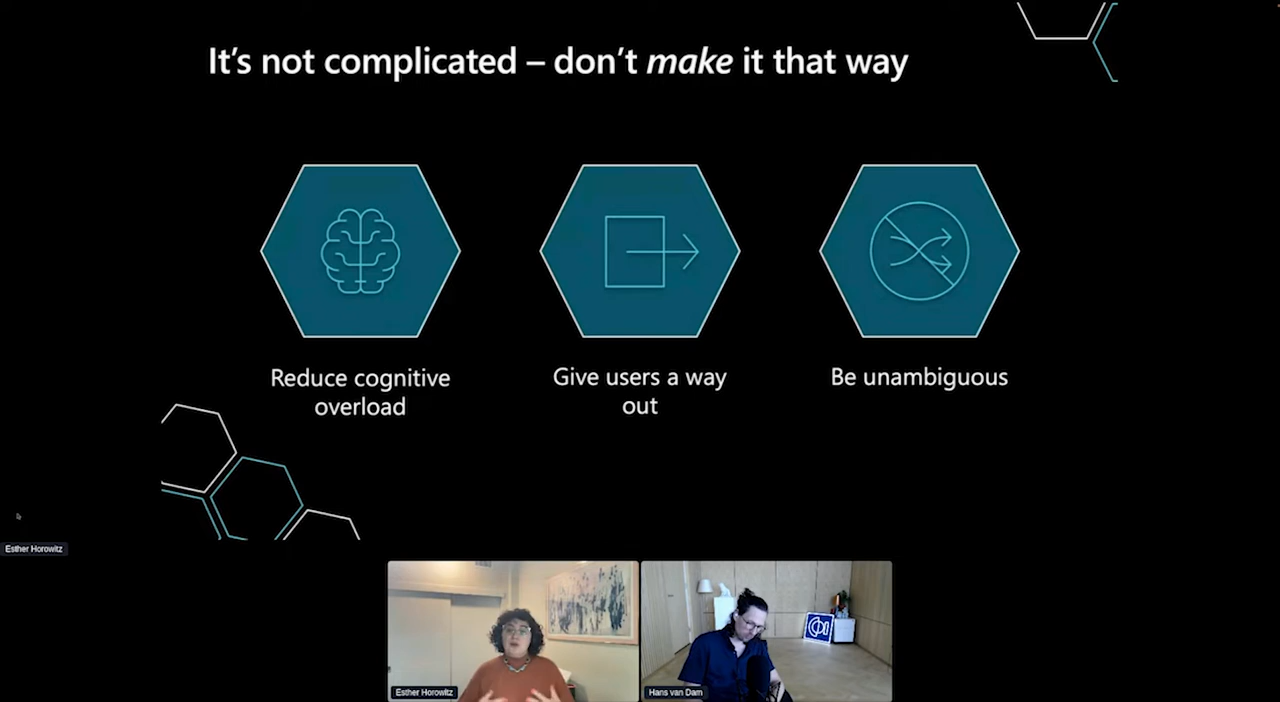 It's not complicated – don't make it that way
Reduce cognitive
overload
Give users a way
out
Be unambiguous
Esther Horowitz
Esther Horowitz
Hans van Dam